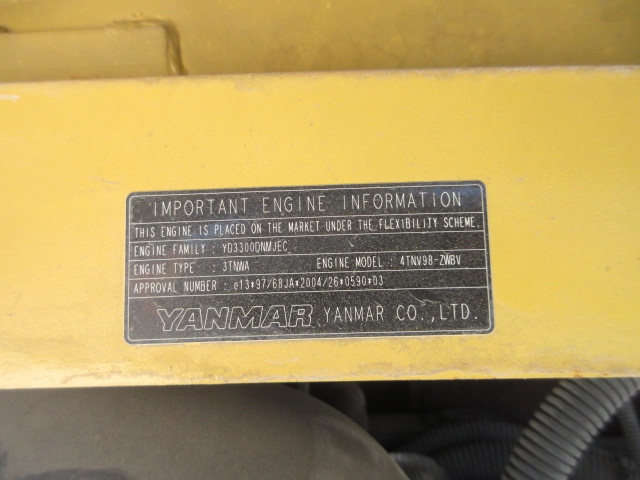 IMPORTANT ENGINE INFORMATION
THIS ENGINE IS PLACED ON THE MARKET UNDER THE FLEXIBILITY SCHEME.
ENGINE FAMILY : YD3300DNMJEC
ENGINE TYPE : 3TNWA ENGINE MODEL : 4TNV98-ZWBV
APPROVAL NUMBER : e13*97/68JA*2004/26*0590*03
YANMAR YANMAR CO.,LTD.